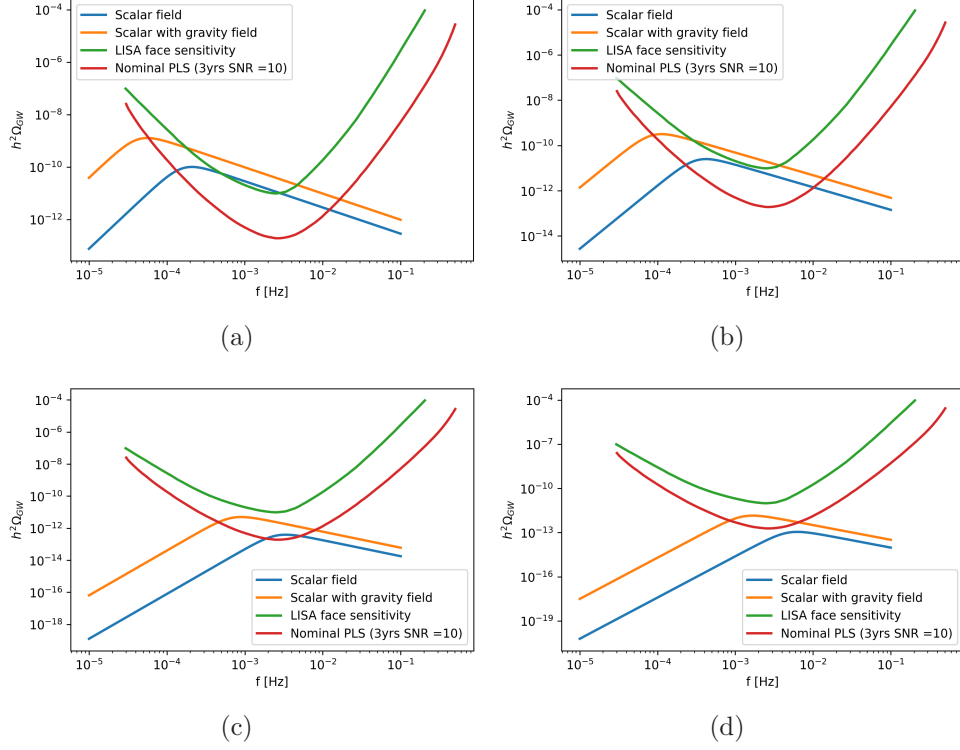 10⁻⁴
10⁻⁶
10⁻⁸
10⁻¹⁰
10⁻¹²
h²Ω_GW
Scalar field
Scalar with gravity field
LISA face sensitivity
Nominal PLS (3yrs SNR =10)
10⁻⁵ 10⁻⁴ 10⁻³ 10⁻² 10⁻¹
f [Hz]
(a)
10⁻⁴
10⁻⁶
10⁻⁸
10⁻¹⁰
10⁻¹²
10⁻¹⁴
h²Ω_GW
Scalar field
Scalar with gravity field
LISA face sensitivity
Nominal PLS (3yrs SNR =10)
10⁻⁵ 10⁻⁴ 10⁻³ 10⁻² 10⁻¹
f [Hz]
(b)
10⁻⁴
10⁻⁶
10⁻⁸
10⁻¹⁰
10⁻¹²
10⁻¹⁴
10⁻¹⁶
10⁻¹⁸
h²Ω_GW
Scalar field
Scalar with gravity field
LISA face sensitivity
Nominal PLS (3yrs SNR =10)
10⁻⁵ 10⁻⁴ 10⁻³ 10⁻² 10⁻¹
f [Hz]
(c)
10⁻⁴
10⁻⁷
10⁻¹⁰
10⁻¹³
10⁻¹⁶
10⁻¹⁹
h²Ω_GW
Scalar field
Scalar with gravity field
LISA face sensitivity
Nominal PLS (3yrs SNR =10)
10⁻⁵ 10⁻⁴ 10⁻³ 10⁻² 10⁻¹
f [Hz]
(d)